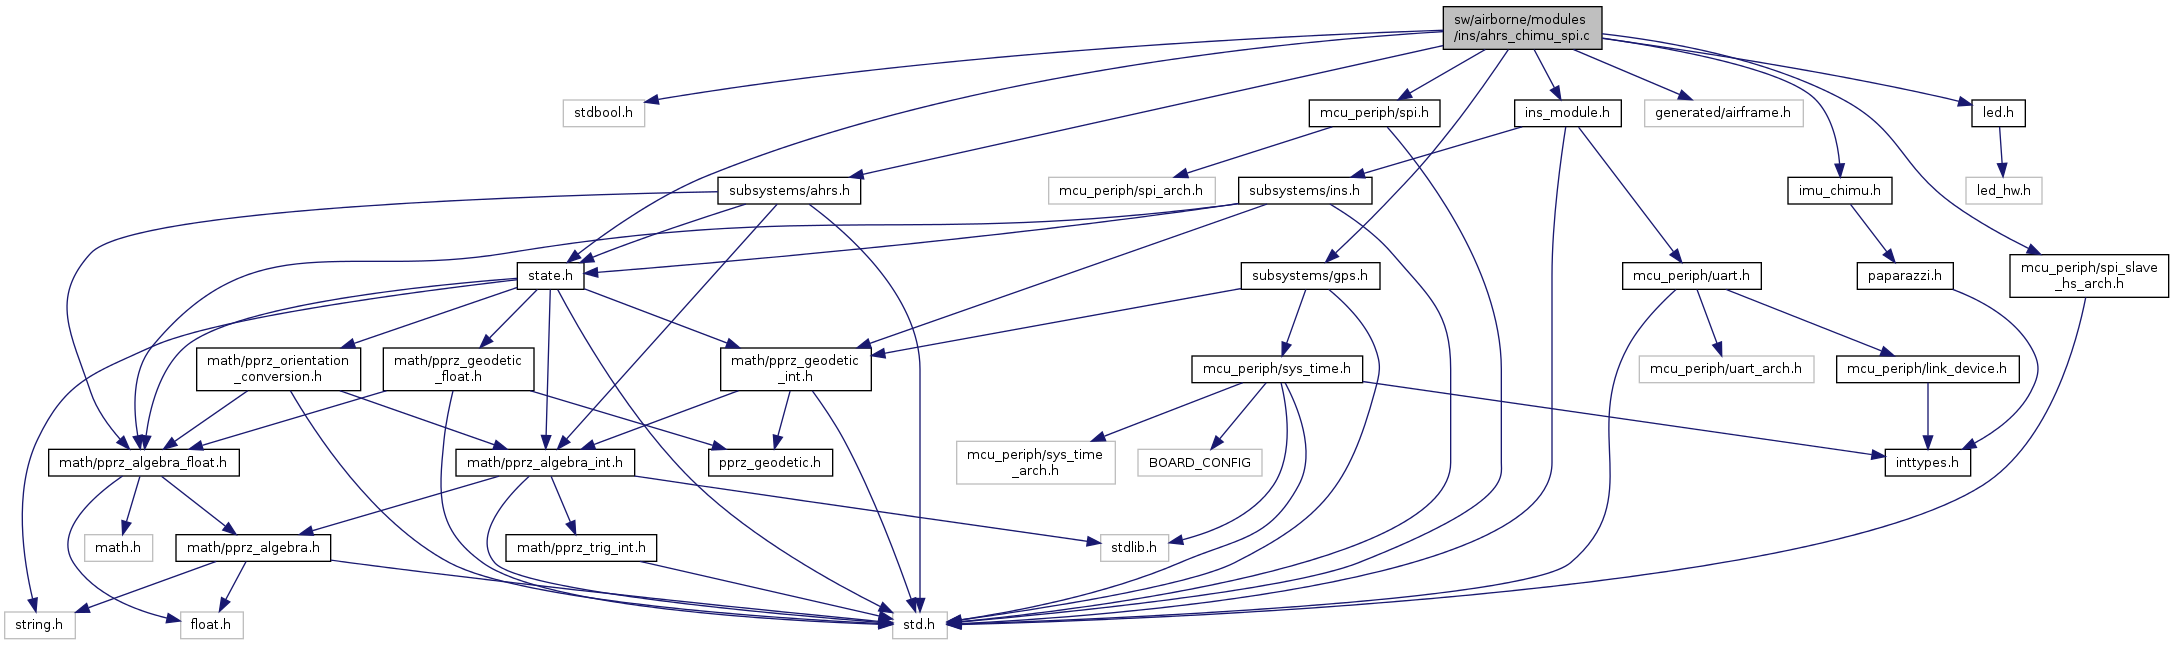 sw/airborne/modules
/ins/ahrs_chimu_spi.c
stdbool.h
mcu_periph/spi.h
ins_module.h
generated/airframe.h
led.h
subsystems/ahrs.h
mcu_periph/spi_arch.h
subsystems/ins.h
imu_chimu.h
led_hw.h
state.h
subsystems/gps.h
mcu_periph/uart.h
paparazzi.h
mcu_periph/spi_slave
_hs_arch.h
math/pprz_orientation
_conversion.h
math/pprz_geodetic
_float.h
math/pprz_geodetic
_int.h
mcu_periph/sys_time.h
mcu_periph/uart_arch.h
mcu_periph/link_device.h
math/pprz_algebra_float.h
math/pprz_algebra_int.h
pprz_geodetic.h
mcu_periph/sys_time
_arch.h
BOARD_CONFIG
inttypes.h
math.h
math/pprz_algebra.h
math/pprz_trig_int.h
stdlib.h
string.h
float.h
std.h